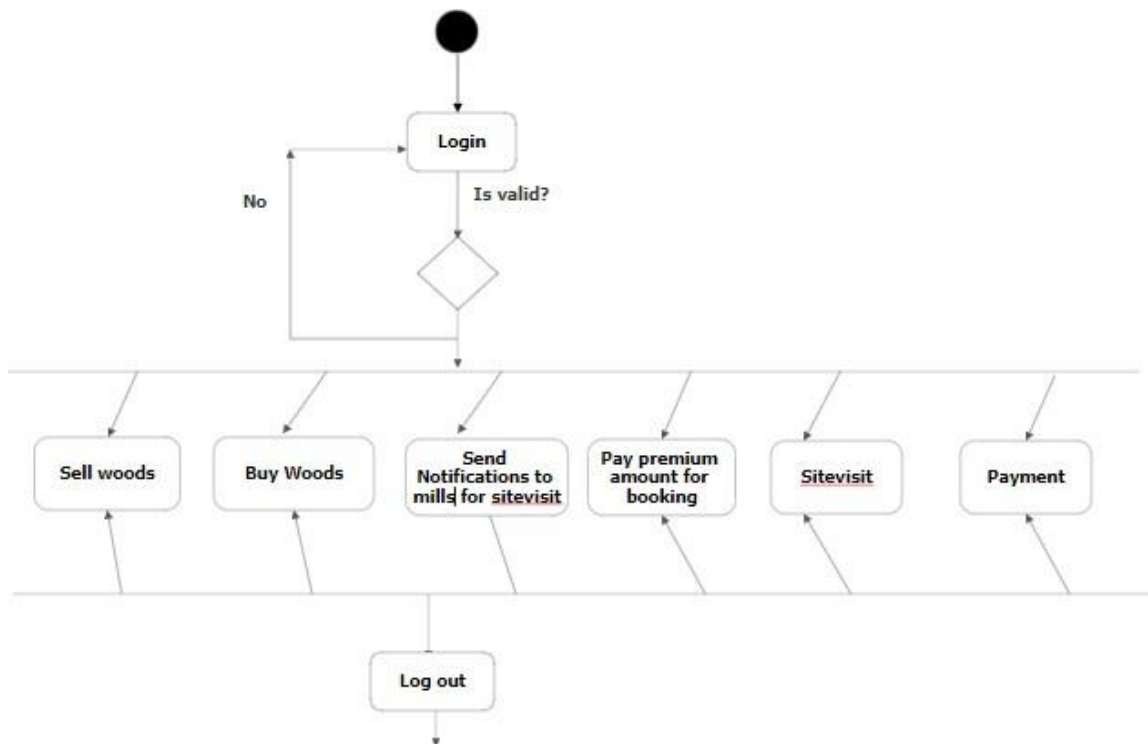 Login
Is valid?
No
Sell woods
Buy Woods
Send
Notifications to
mills for sitevisit
Pay premium
amount for
booking
Sitevisit
Payment
Log out